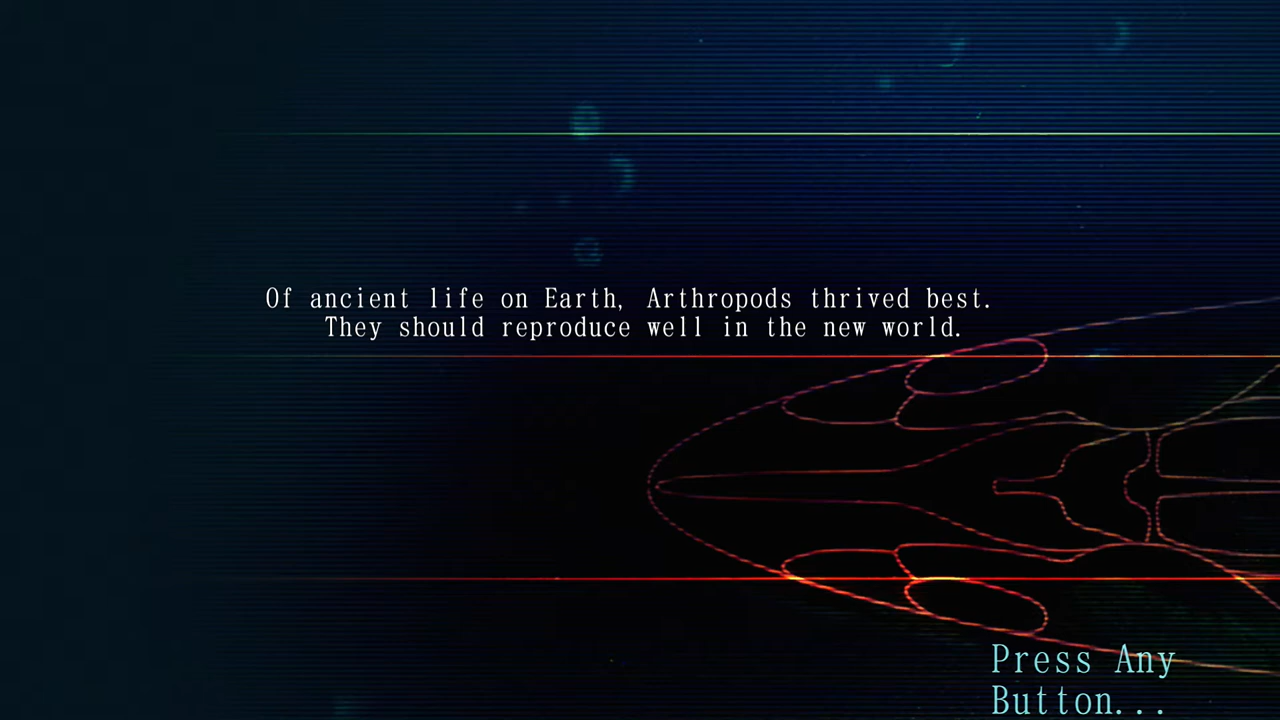 Of ancient life on Earth, Arthropods thrived best.
They should reproduce well in the new world.
Press Any
Button...